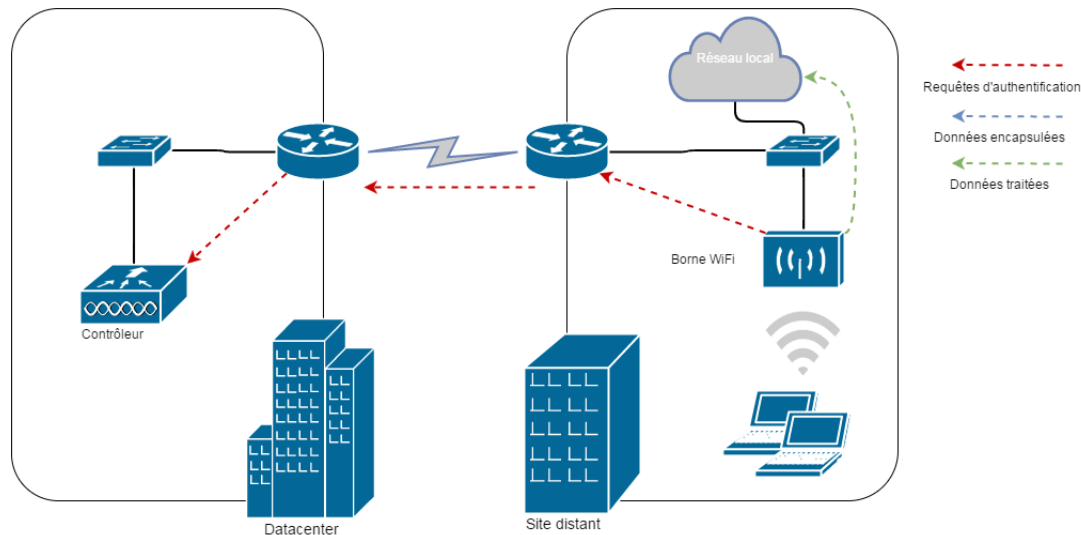 Réseau local
Requêtes d'authentification
Données encapsulées
Données traitées
Borne WiFi
Contrôleur
Datacenter
Site distant